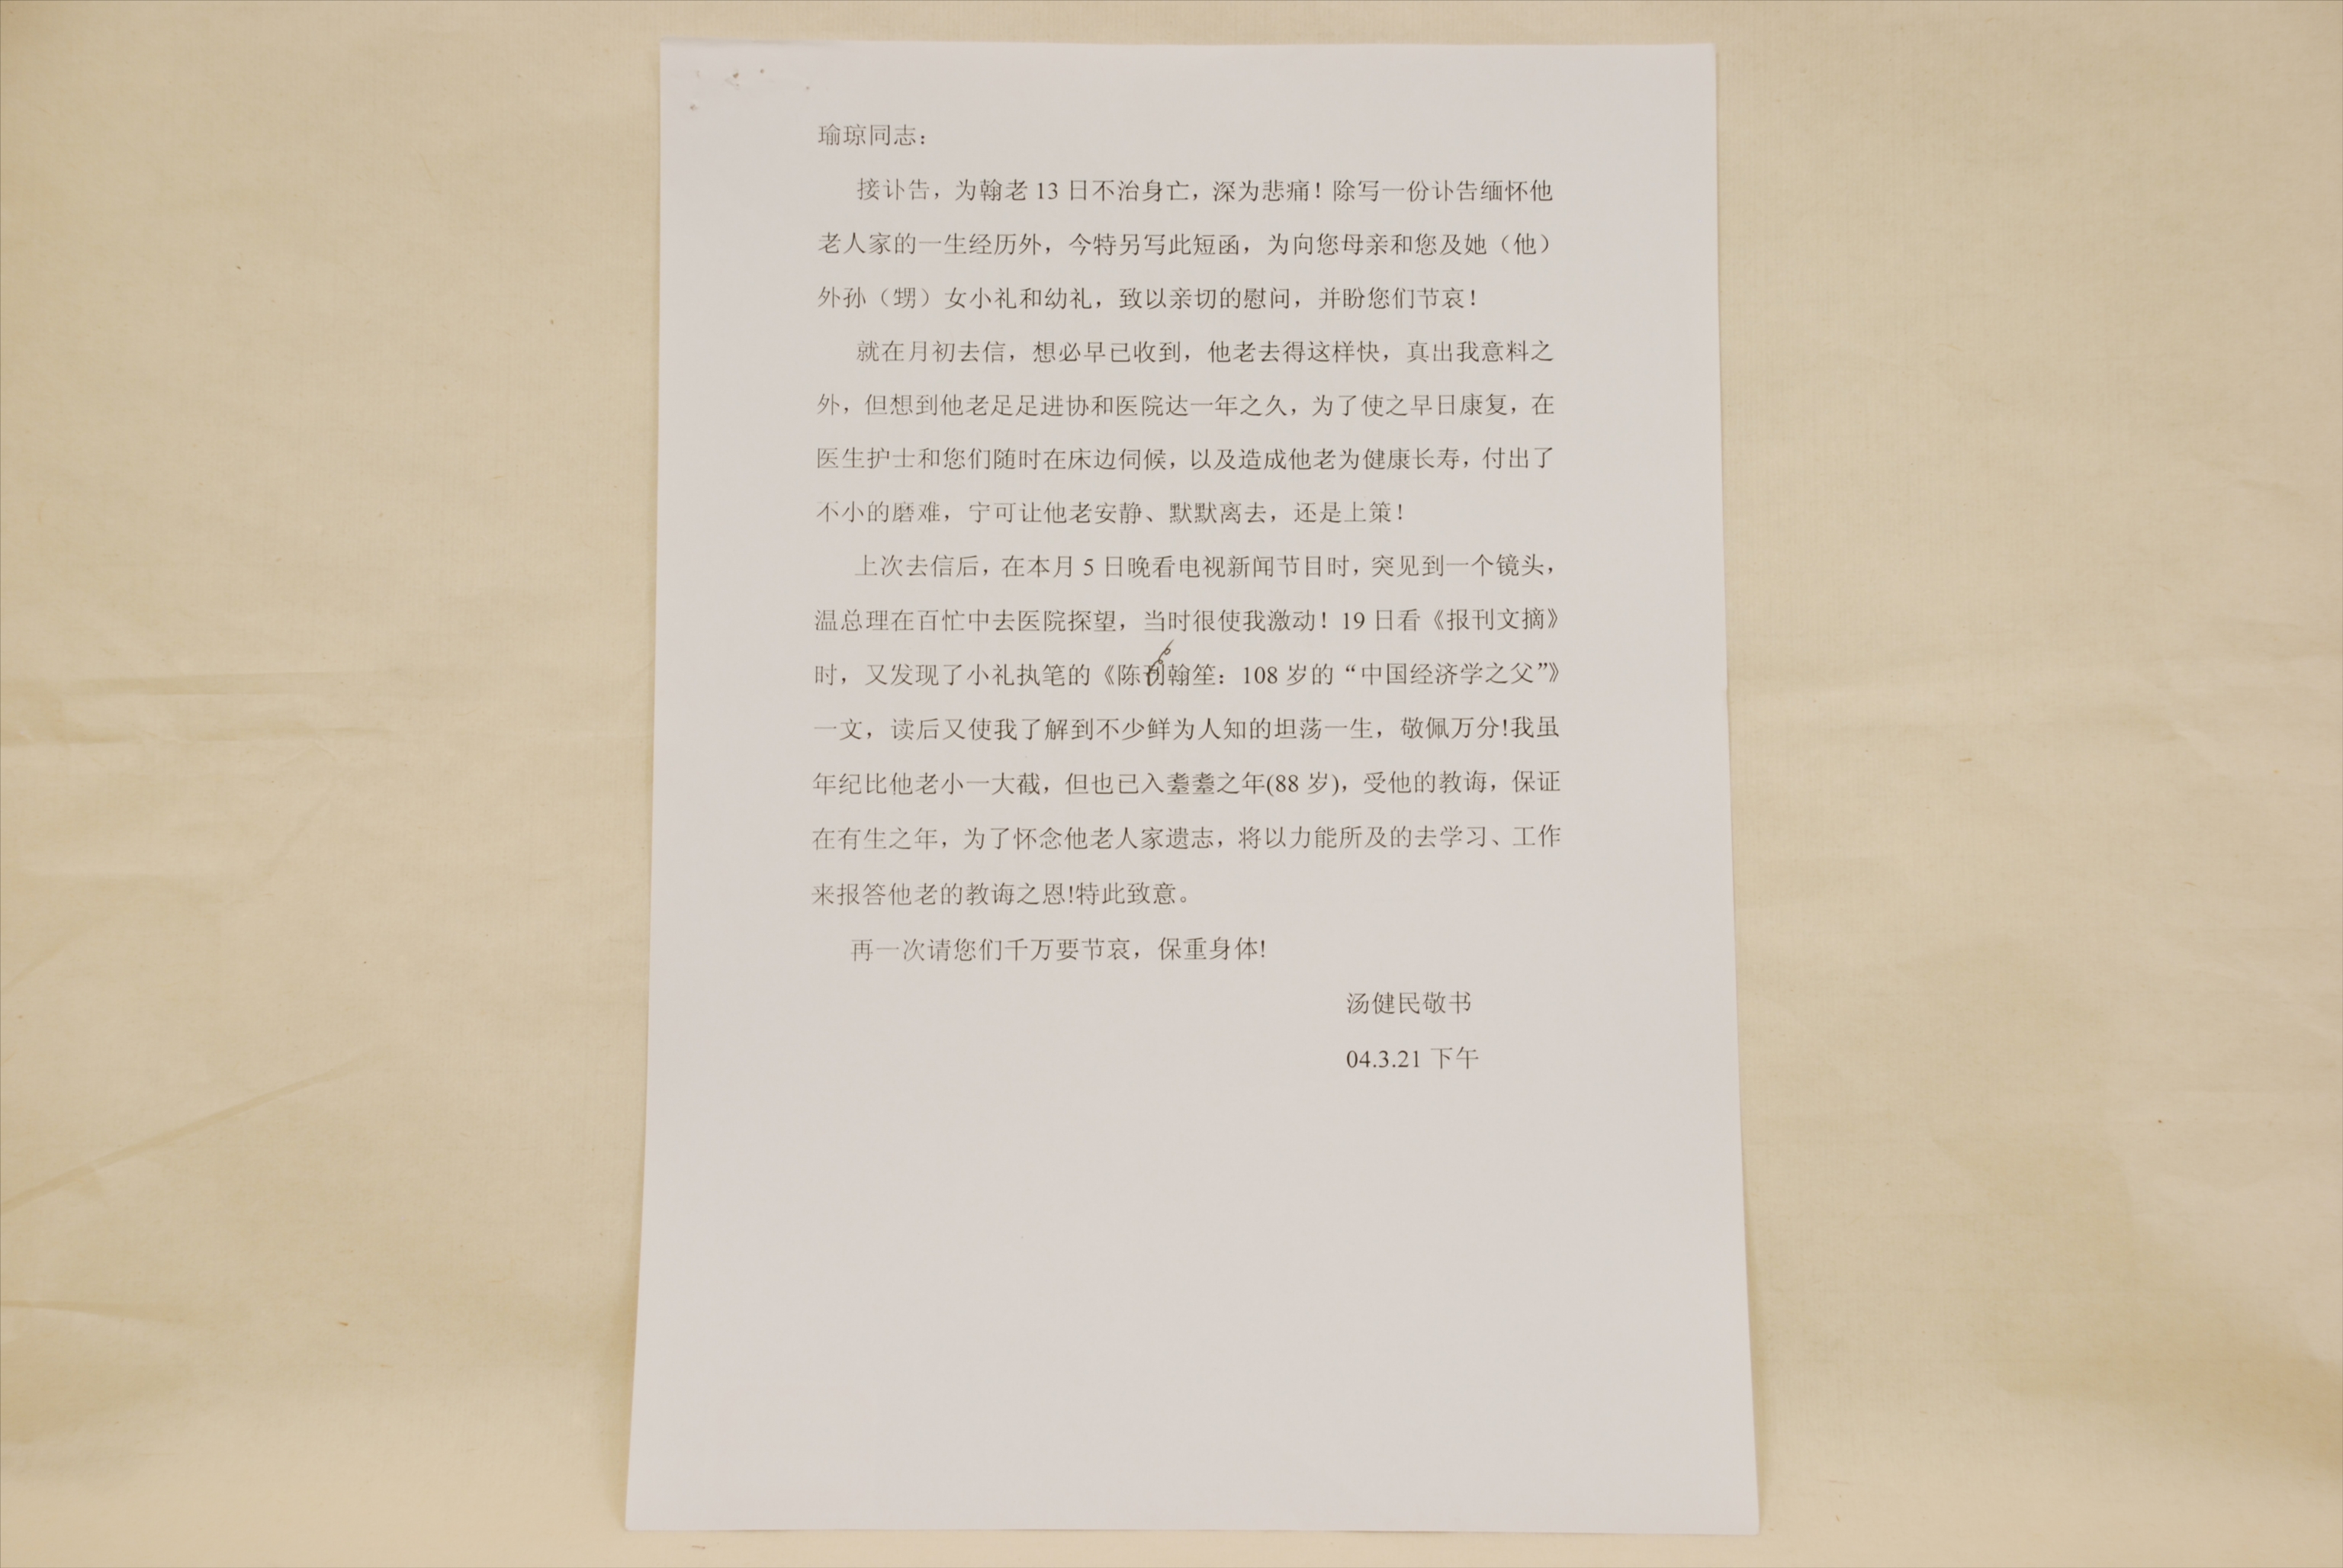 瑜琼同志：
接讣告，为翰老 13 日不治身亡，深为悲痛！除写一份讣告缅怀他
老人家的一生经历外，今特另写此短函，为向您母亲和您及她（他）
外孙（甥）女小礼和幼礼，致以亲切的慰问，并盼您们节哀！
就在月初去信，想必早已收到，他老去得这样快，真出我意料之
外，但想到他老足足进协和医院达一年之久，为了使之早日康复，在
医生护士和您们随时在床边伺候，以及造成他老为健康长寿，付出了
不小的磨难，宁可让他老安静、默默离去，还是上策！
上次去信后，在本月 5 日晚看电视新闻节目时，突见到一个镜头，
温总理在百忙中去医院探望，当时很使我激动！19 日看《报刊文摘》
时，又发现了小礼执笔的《陈翰笙：108 岁的“中国经济学之父”》
一文，读后又使我了解到不少鲜为人知的坦荡一生，敬佩万分!我虽
年纪比他老小一大截，但也已入耋耋之年(88 岁)，受他的教诲，保证
在有生之年，为了怀念他老人家遗志，将以力能所及的去学习、工作
来报答他老的教诲之恩!特此致意。
再一次请您们千万要节哀，保重身体!
汤健民敬书
04.3.21 下午